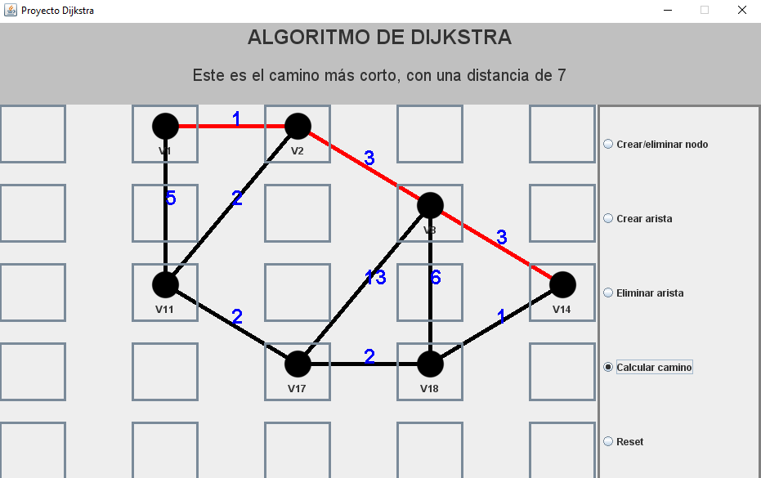 Proyecto Dijkstra
ALGORITMO DE DIJKSTRA
Este es el camino más corto, con una distancia de 7
1
V1
V2
3
Crear/eliminar nodo
5
2
V8
3
Crear arista
13
6
V11
V14
Eliminar arista
2
1
2
V17
V18
Calcular camino
Reset